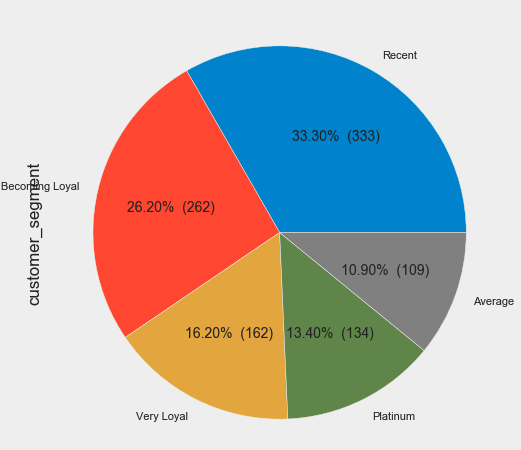 Recent
33.30% (333)
Becoming Loyal
26.20% (262)
customer_segment
10.90% (109)
Average
16.20% (162)
13.40% (134)
Very Loyal
Platinum